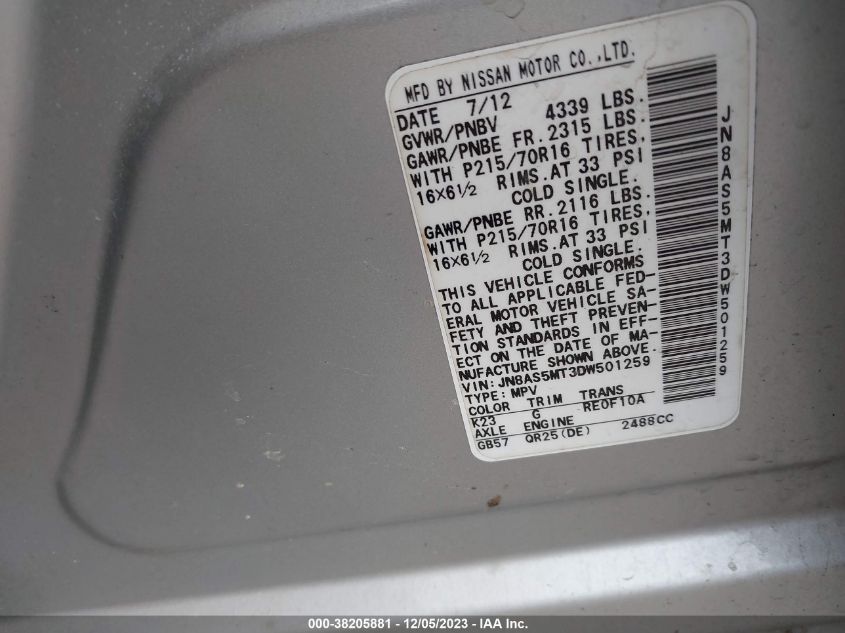 MFD BY NISSAN MOTOR CO.,LTD.
DATE 7/12
GVWR/PNBV 4339 LBS.
GAWR/PNBE FR. 2315 LBS.
WITH P215/70R16 TIRES,
16X6½ RIMS. AT 33 PSI
COLD SINGLE.
GAWR/PNBE RR. 2116 LBS.
WITH P215/70R16 TIRES,
16X6½ RIMS. AT 33 PSI
COLD SINGLE.
THIS VEHICLE CONFORMS
TO ALL APPLICABLE FED-
ERAL MOTOR VEHICLE SA-
FETY AND THEFT PREVEN-
TION STANDARDS IN EFF-
ECT ON THE DATE OF MA-
NUFACTURE SHOWN ABOVE.
VIN: JN8AS5MT3DW501259
TYPE: MPV
COLOR TRIM TRANS
K23 G RE0F10A
AXLE ENGINE
GB57 QR25(DE) 2488CC
JN8AS5MT3DW501259
000-38205881 - 12/05/2023 - IAA Inc.